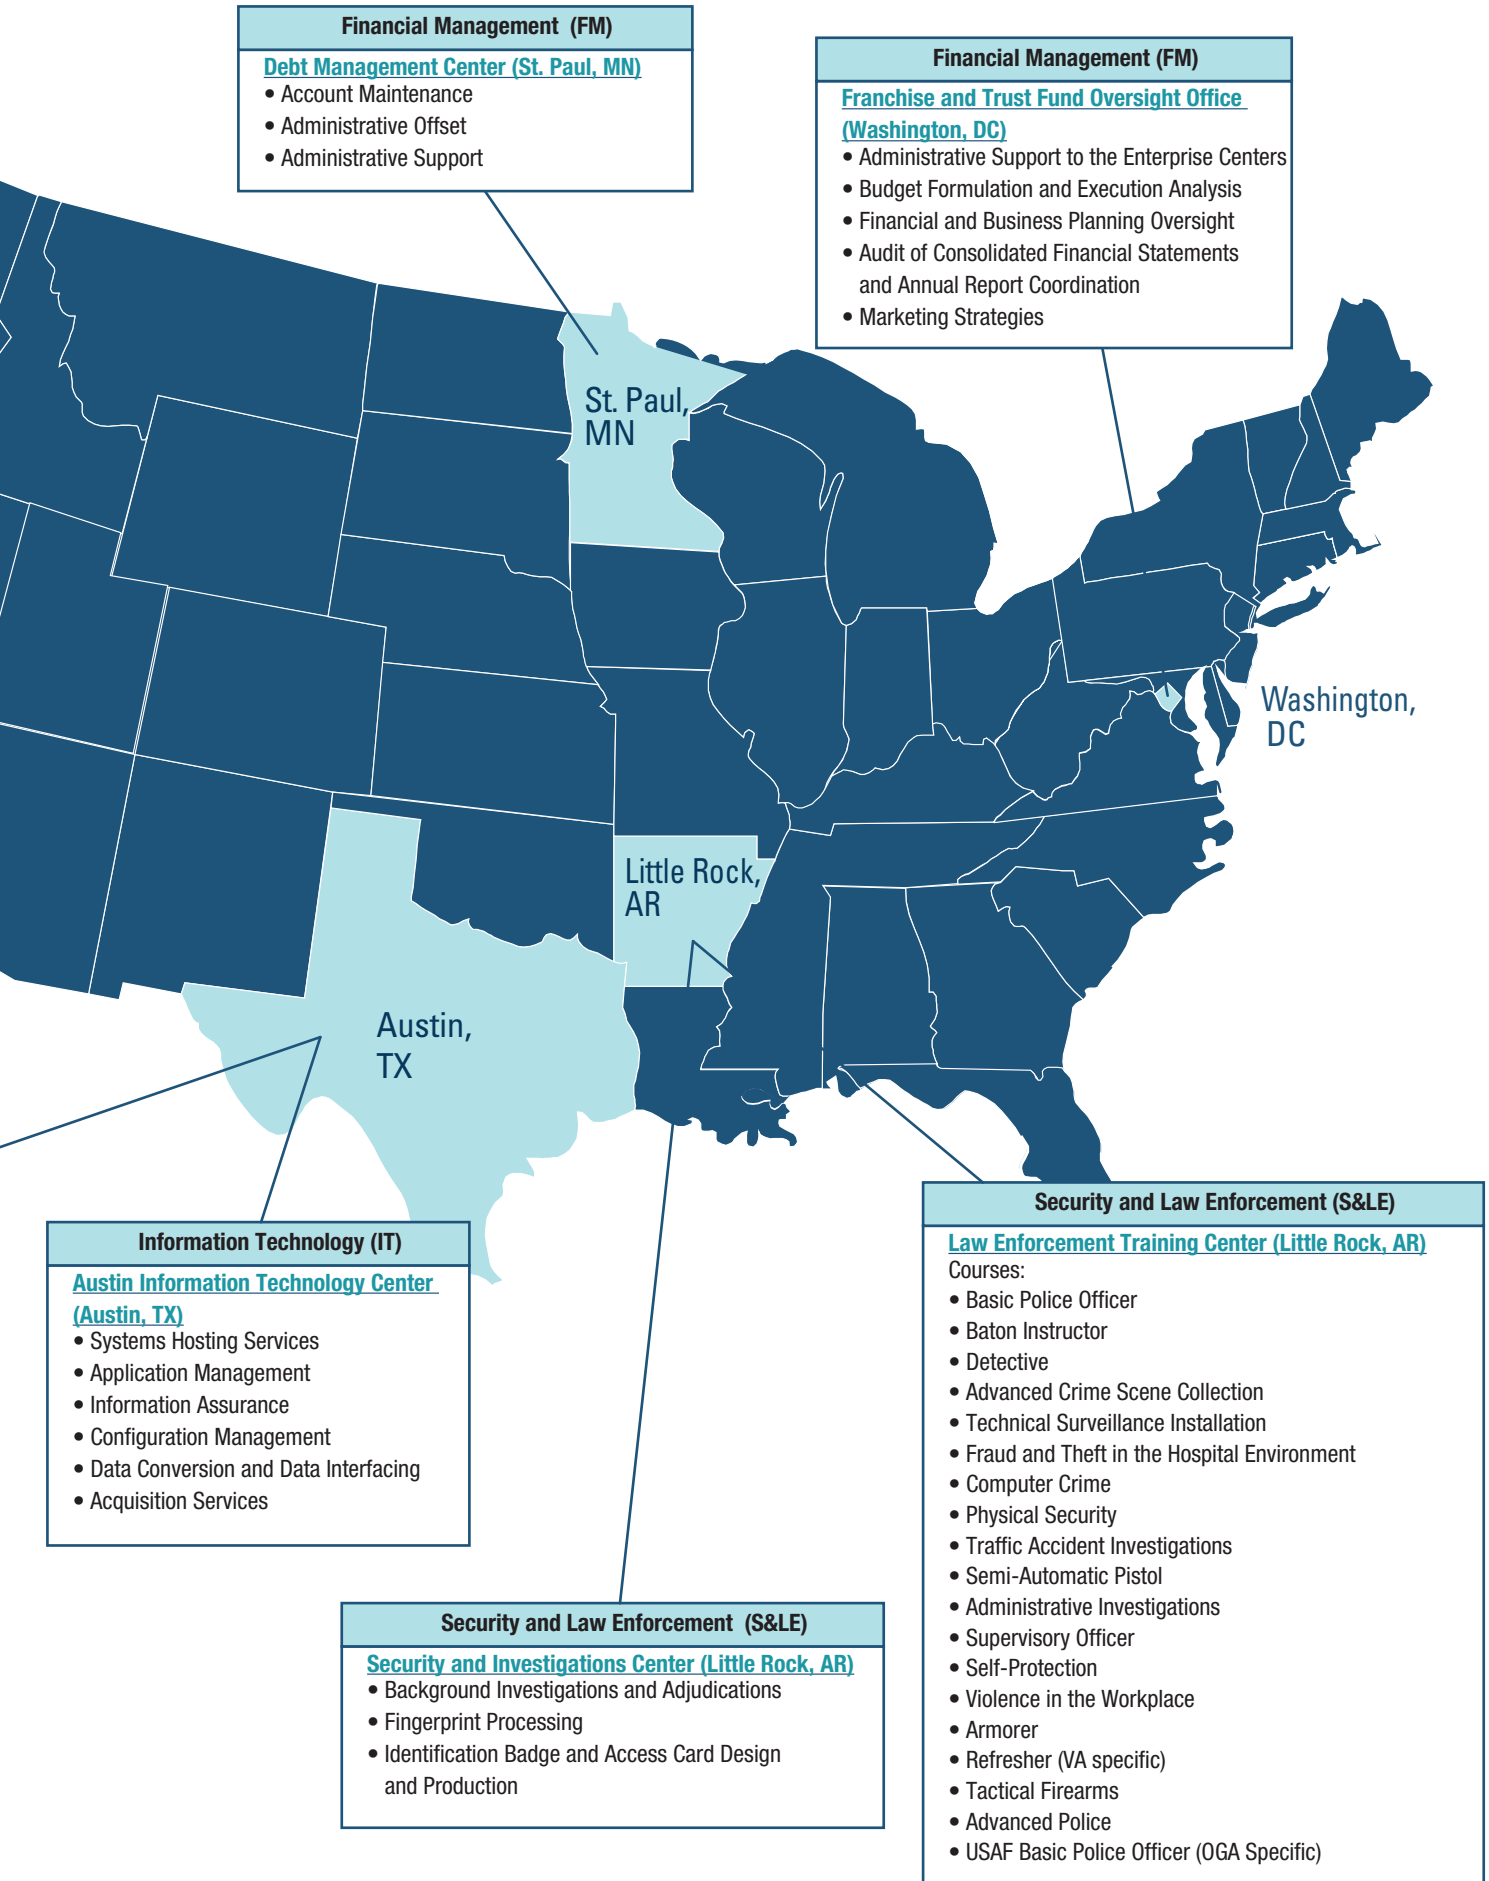 Financial Management  (FM)
Debt Management Center (St. Paul, MN)
• Account Maintenance
• Administrative Offset
• Administrative Support
Financial Management (FM)
Franchise and Trust Fund Oversight Office
(Washington, DC)
• Administrative Support to the Enterprise Centers
• Budget Formulation and Execution Analysis
• Financial and Business Planning Oversight
• Audit of Consolidated Financial Statements
and Annual Report Coordination
• Marketing Strategies
St. Paul,
MN
Washington,
DC
Little Rock,
AR
Austin,
TX
Information Technology (IT)
Austin Information Technology Center
(Austin, TX)
• Systems Hosting Services
• Application Management
• Information Assurance
• Configuration Management
• Data Conversion and Data Interfacing
• Acquisition Services
Security and Law Enforcement  (S&LE)
Security and Investigations Center (Little Rock, AR)
• Background Investigations and Adjudications
• Fingerprint Processing
• Identification Badge and Access Card Design
and Production
Security and Law Enforcement (S&LE)
Law Enforcement Training Center (Little Rock, AR)
Courses:
• Basic Police Officer
• Baton Instructor
• Detective
• Advanced Crime Scene Collection
• Technical Surveillance Installation
• Fraud and Theft in the Hospital Environment
• Computer Crime
• Physical Security
• Traffic Accident Investigations
• Semi-Automatic Pistol
• Administrative Investigations
• Supervisory Officer
• Self-Protection
• Violence in the Workplace
• Armorer
• Refresher (VA specific)
• Tactical Firearms
• Advanced Police
• USAF Basic Police Officer (OGA Specific)